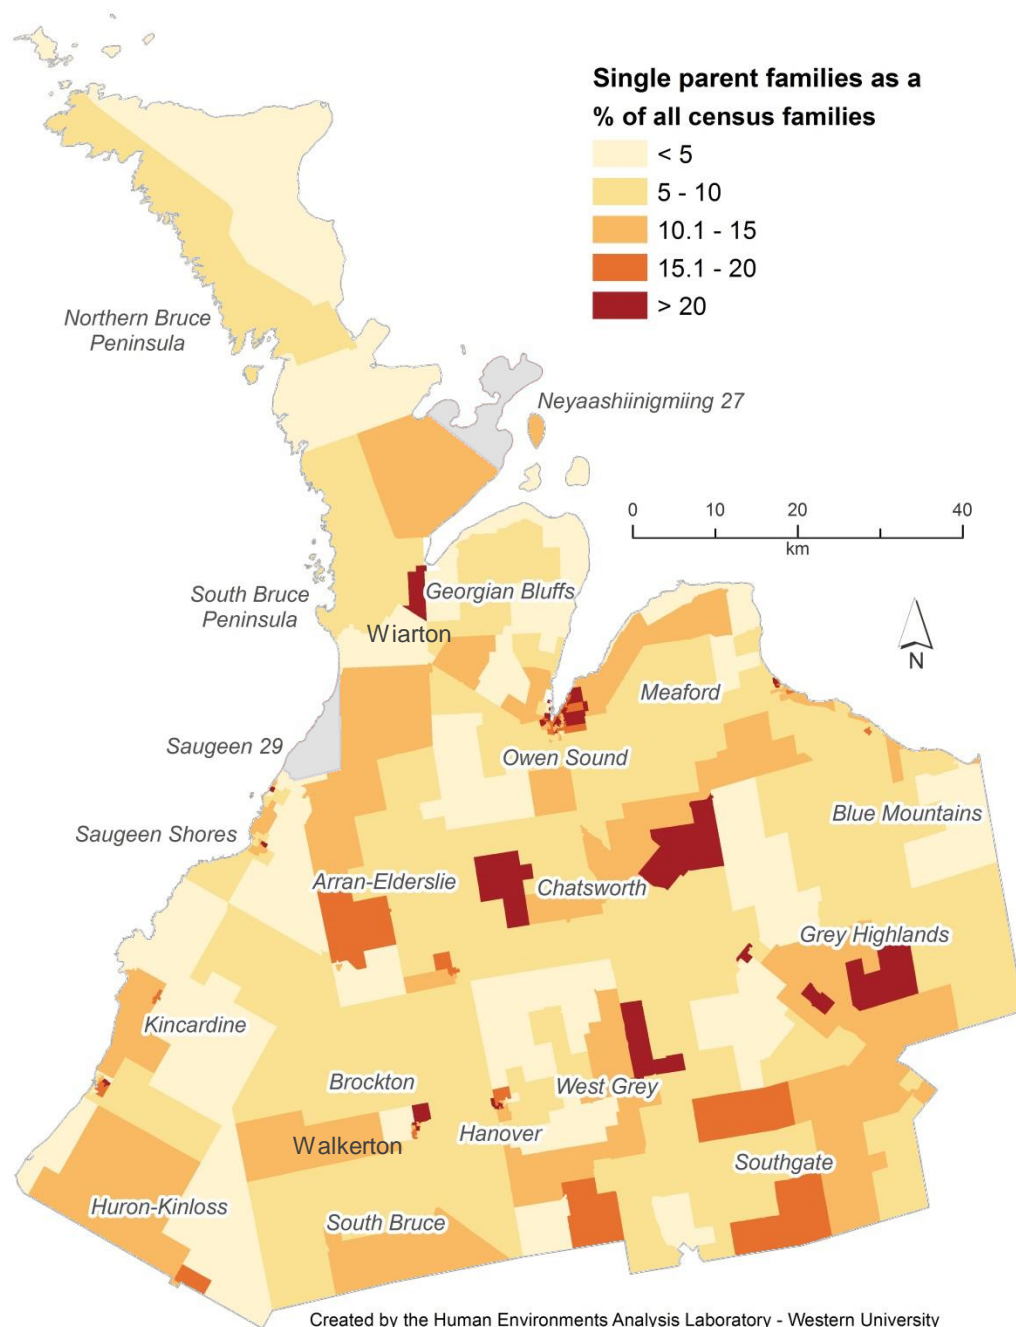 Single parent families as a
% of all census families
< 5
5 - 10
10.1 - 15
15.1 - 20
> 20
Northern Bruce
Peninsula
Neyaashiinigmiing 27
0 10 20 40
km
South Bruce
Peninsula
Georgian Bluffs
Wiarton
N
Meaford
Saugeen 29
Owen Sound
Saugeen Shores
Blue Mountains
Arran-Elderslie
Chatsworth
Grey Highlands
Kincardine
Brockton
West Grey
Walkerton
Hanover
Southgate
Huron-Kinloss
South Bruce
Created by the Human Environments Analysis Laboratory - Western University